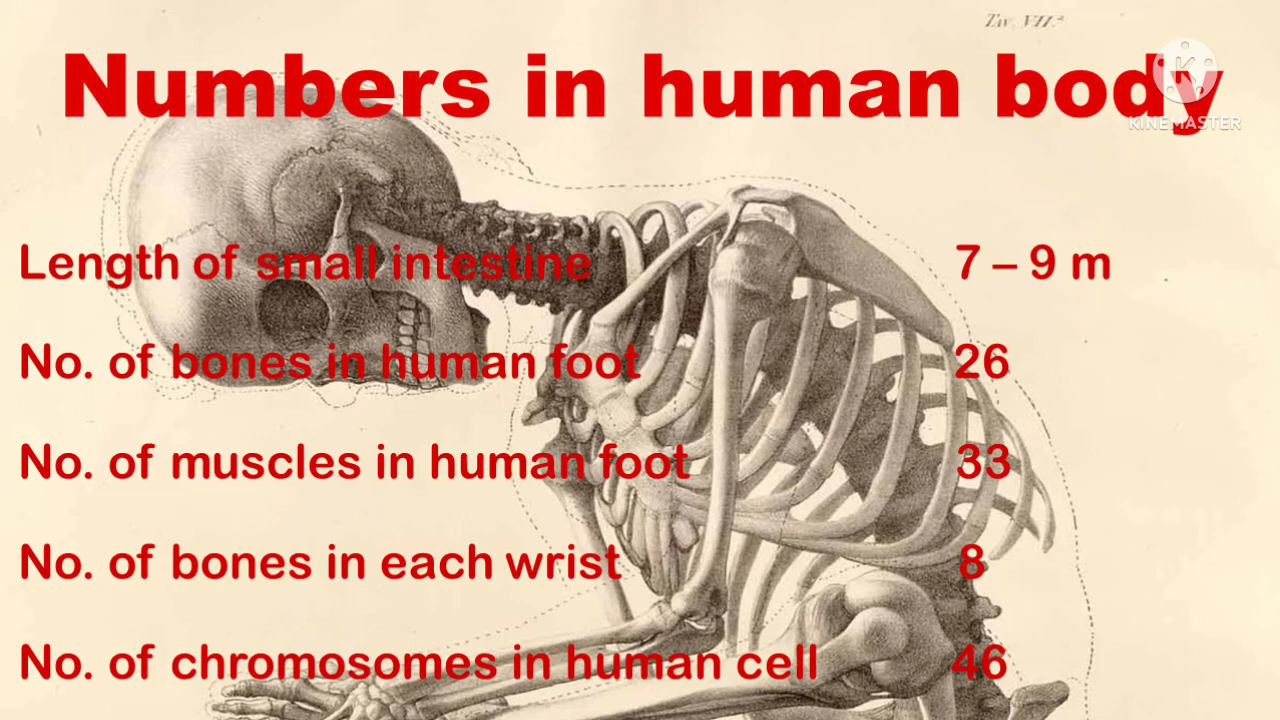 Tav. VII.ª
Numbers in human body
KINEMASTER
Length of small intestine 7 – 9 m
No. of bones in human foot 26
No. of muscles in human foot 33
No. of bones in each wrist 8
No. of chromosomes in human cell 46